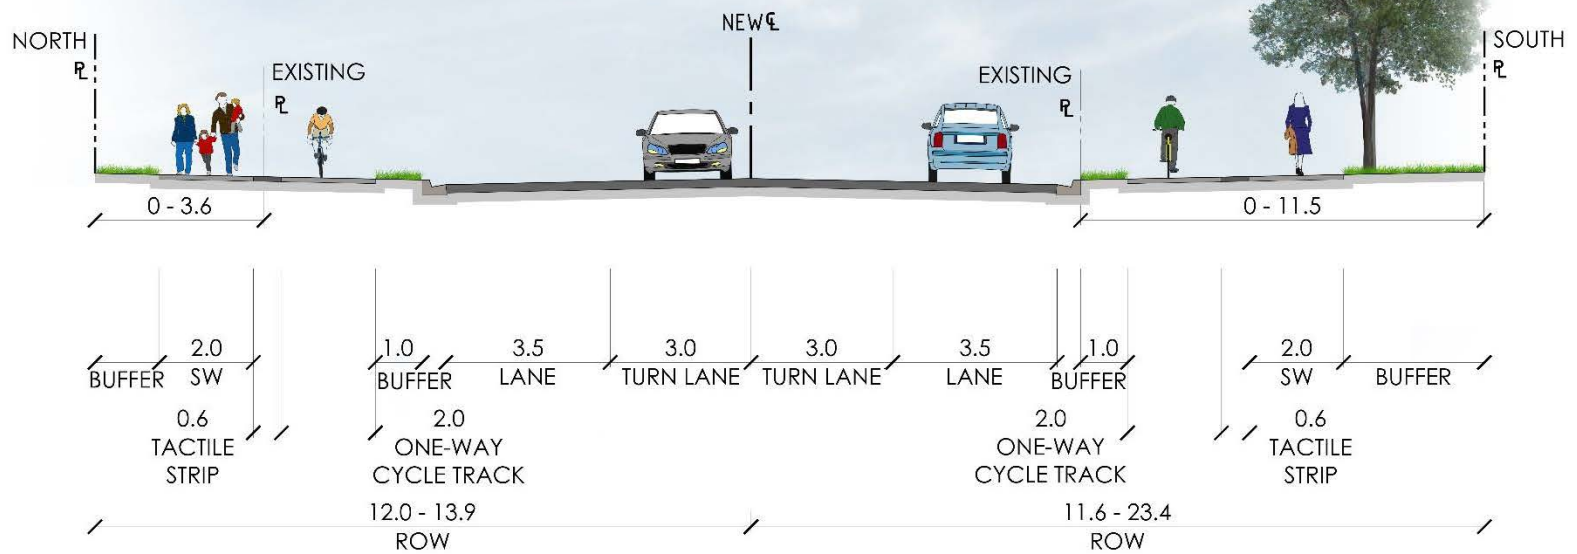 NEW ℄
NORTH
℄
EXISTING
℄
EXISTING
℄
SOUTH
℄
0 - 3.6
0 - 11.5
2.0
1.0
3.5
3.0
3.0
3.5
1.0
2.0
BUFFER
SW
BUFFER
LANE
TURN LANE
TURN LANE
LANE
BUFFER
SW
BUFFER
0.6
TACTILE
STRIP
2.0
ONE-WAY
CYCLE TRACK
2.0
ONE-WAY
CYCLE TRACK
0.6
TACTILE
STRIP
12.0 - 13.9
ROW
11.6 - 23.4
ROW